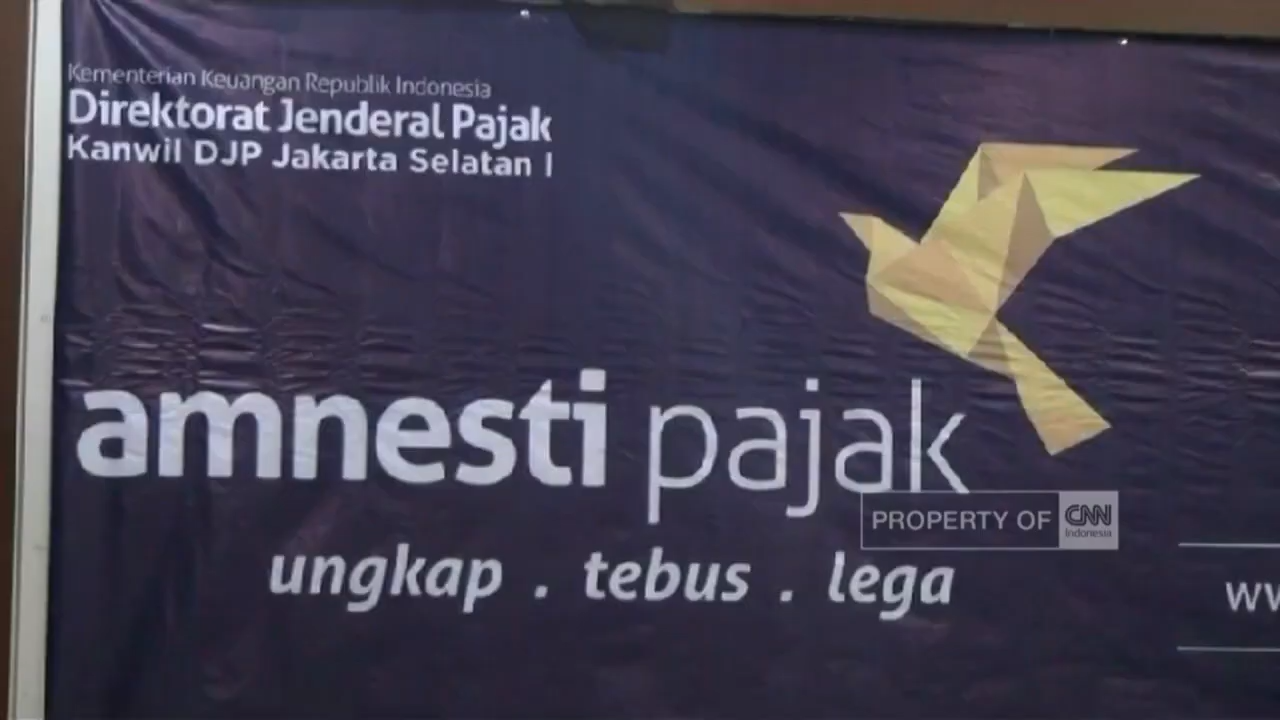 Kementerian Keuangan Republik Indonesia
Direktorat Jenderal Pajak
Kanwil DJP Jakarta Selatan I
amnesti pajak
PROPERTY OF CNN Indonesia
ungkap . tebus . lega